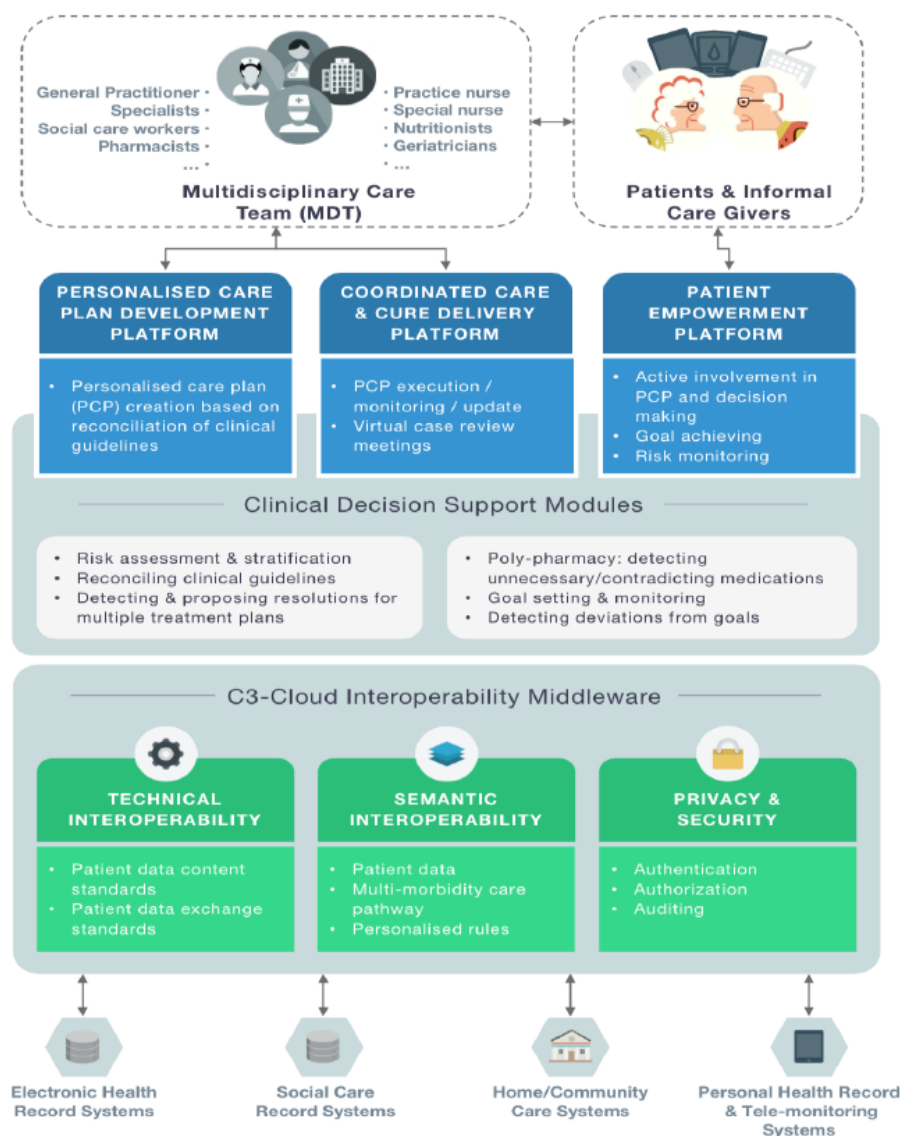 General Practitioner •
Specialists •
Social care workers •
Pharmacists •
... •
• Practice nurse
• Special nurse
• Nutritionists
• Geriatricians
• ...
Multidisciplinary Care
Team (MDT)
Patients & Informal
Care Givers
PERSONALISED CARE
PLAN DEVELOPMENT
PLATFORM
• Personalised care plan
(PCP) creation based on
reconciliation of clinical
guidelines
COORDINATED CARE
& CURE DELIVERY
PLATFORM
• PCP execution /
monitoring / update
• Virtual case review
meetings
PATIENT
EMPOWERMENT
PLATFORM
• Active involvement in
PCP and decision
making
• Goal achieving
• Risk monitoring
Clinical Decision Support Modules
• Risk assessment & stratification
• Reconciling clinical guidelines
• Detecting & proposing resolutions for
multiple treatment plans
• Poly-pharmacy: detecting
unnecessary/contradicting medications
• Goal setting & monitoring
• Detecting deviations from goals
C3-Cloud Interoperability Middleware
TECHNICAL
INTEROPERABILITY
• Patient data content
standards
• Patient data exchange
standards
SEMANTIC
INTEROPERABILITY
• Patient data
• Multi-morbidity care
pathway
• Personalised rules
PRIVACY &
SECURITY
• Authentication
• Authorization
• Auditing
Electronic Health
Record Systems
Social Care
Record Systems
Home/Community
Care Systems
Personal Health Record
& Tele-monitoring
Systems